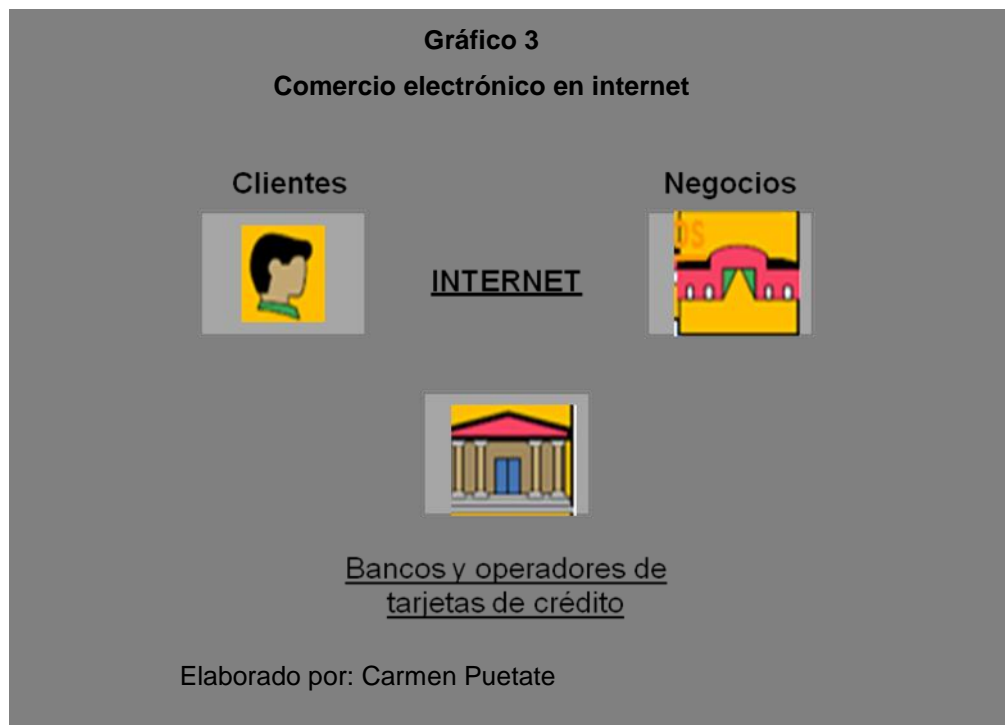 Gráfico 3
Comercio electrónico en internet
Clientes
Negocios
OS
INTERNET
Bancos y operadores de
tarjetas de crédito
Elaborado por: Carmen Puetate